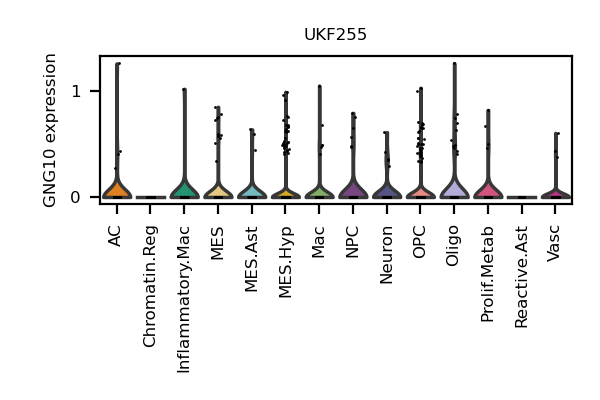 UKF255
GNG10 expression
1
0
AC
Chromatin.Reg
Inflammatory.Mac
MES
MES.Ast
MES.Hyp
Mac
NPC
Neuron
OPC
Oligo
Prolif.Metab
Reactive.Ast
Vasc